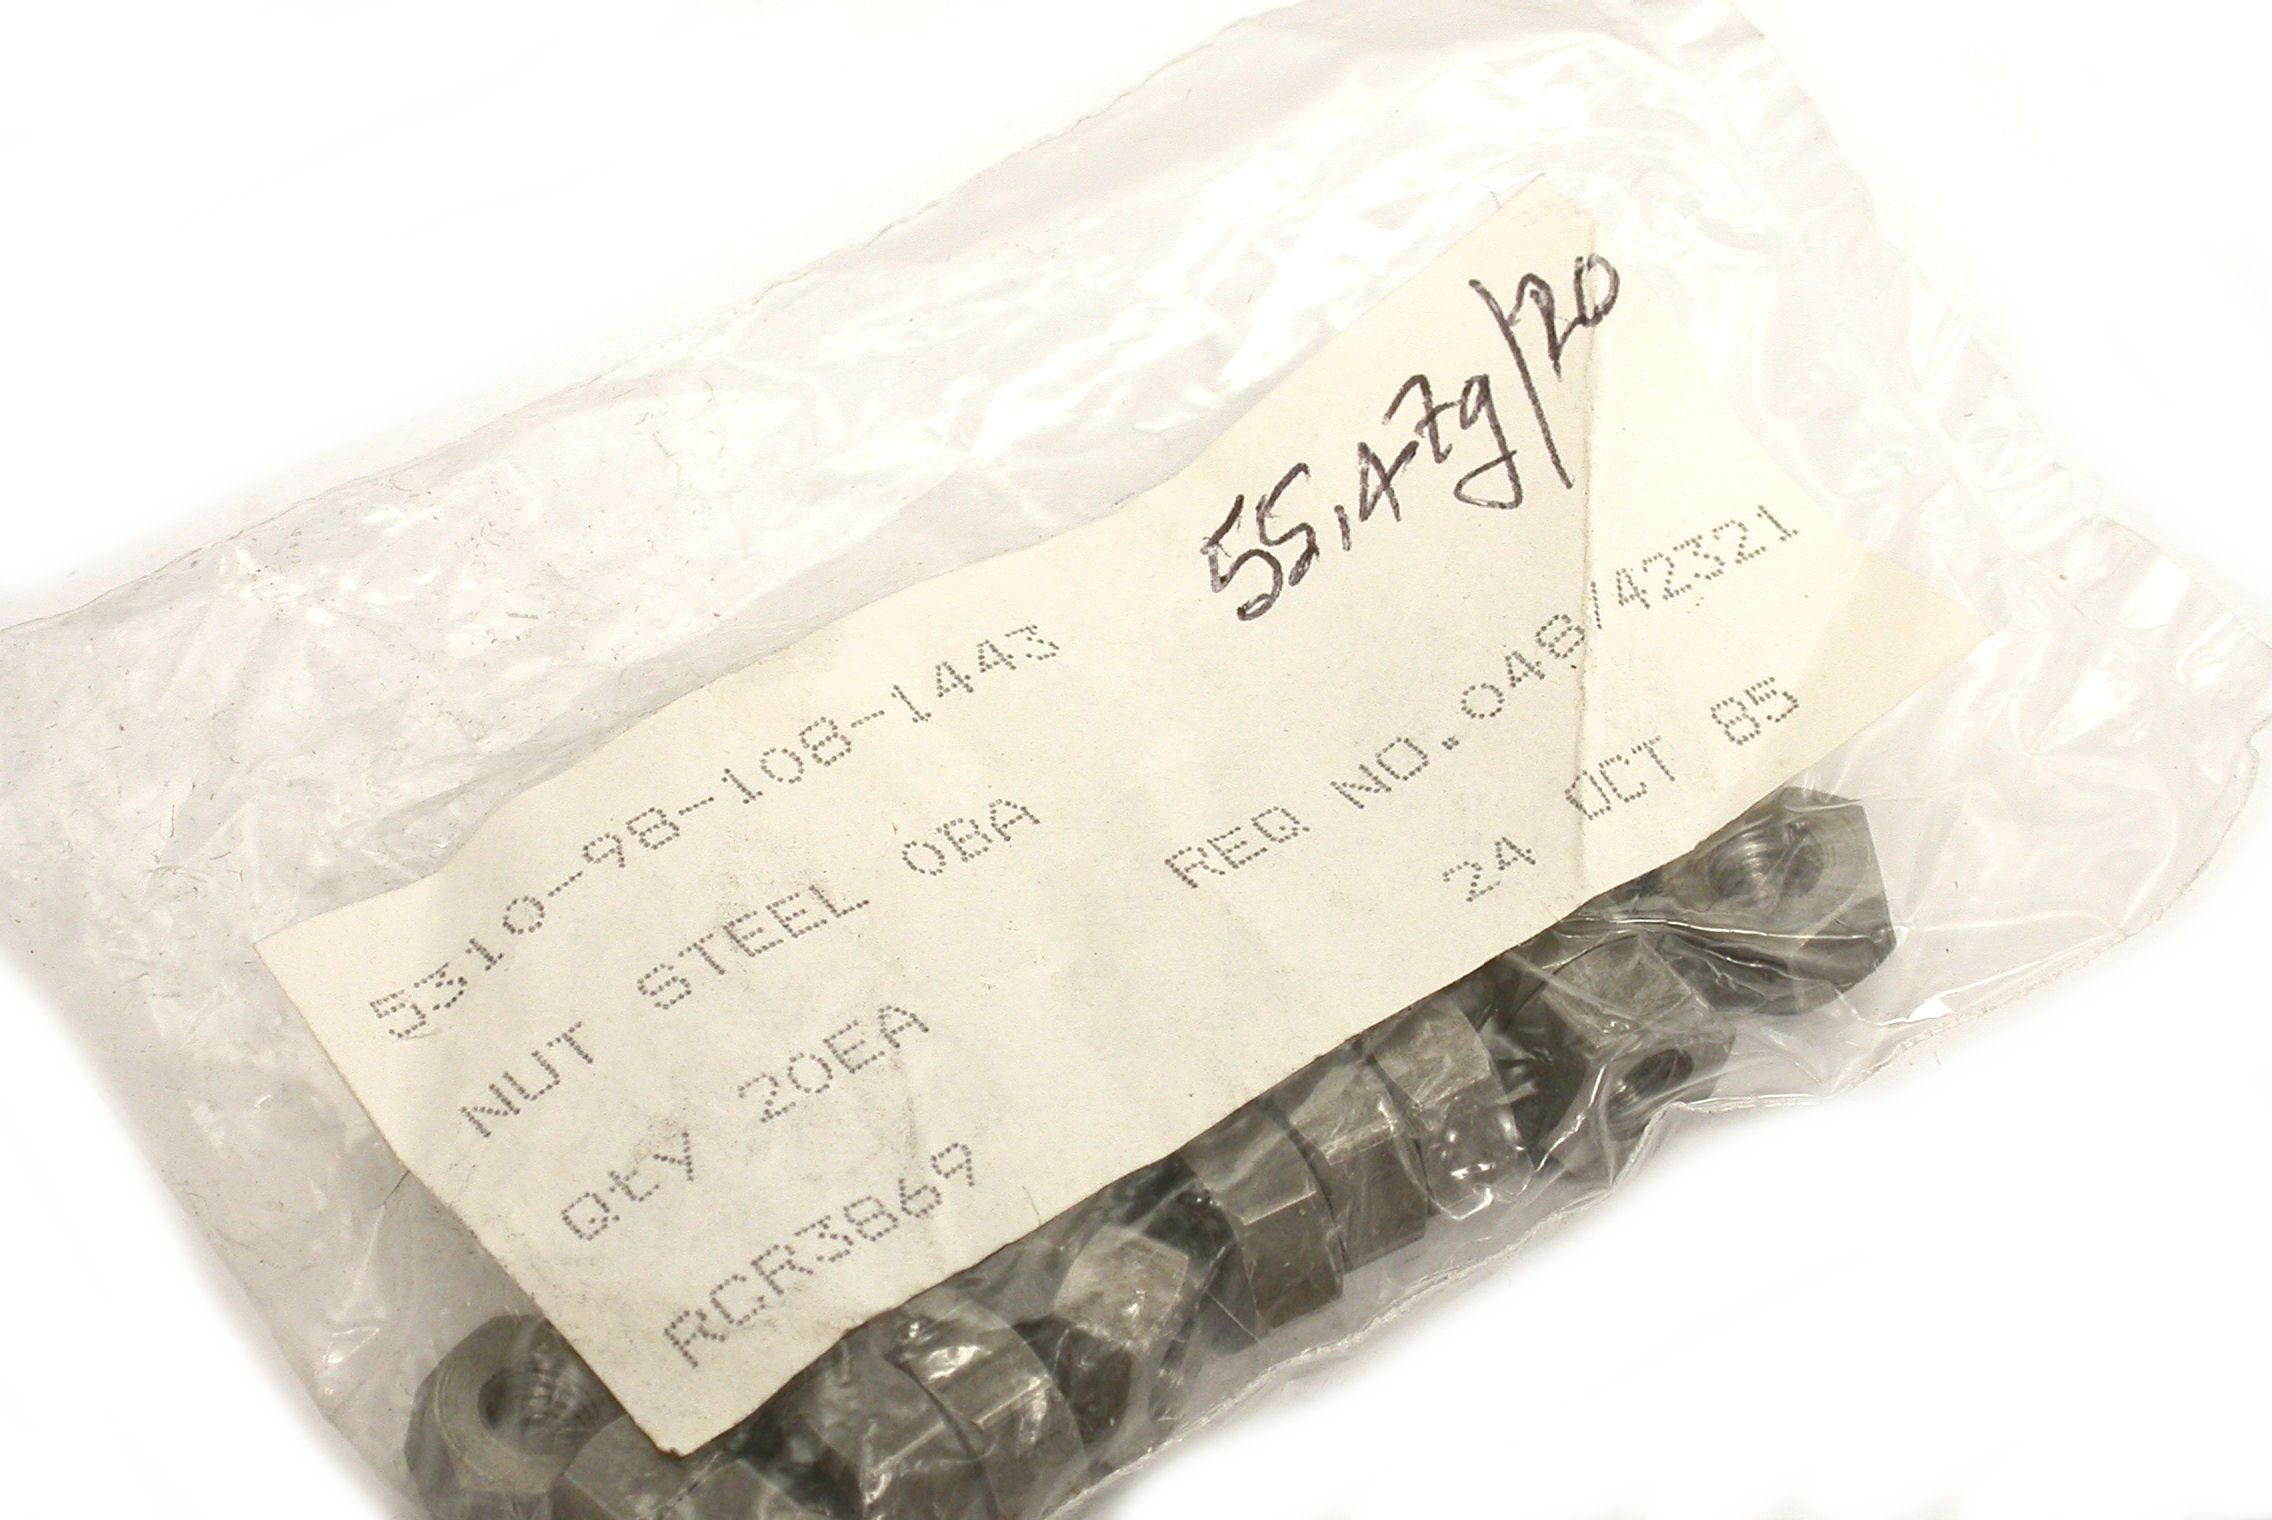 55,47g/20
5310-98-108-1443
NUT STEEL 0BA REQ NO.048/42321
Qty 20EA 24 OCT 85
RGR3869